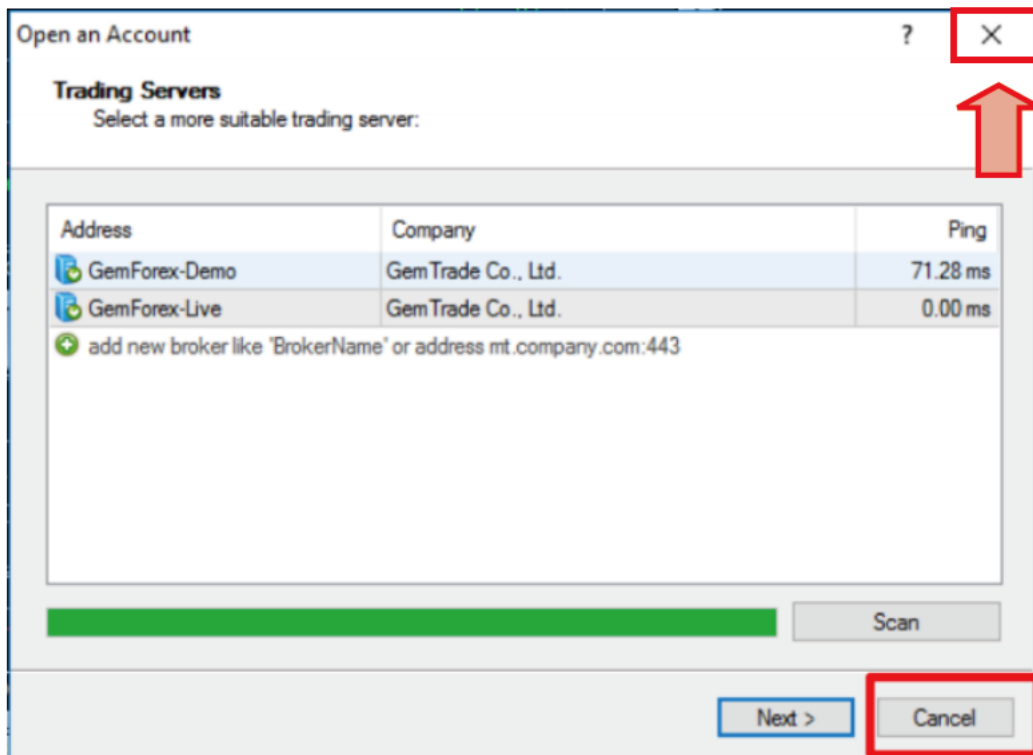 Open an Account
?
Trading Servers
Select a more suitable trading server:
Address Company Ping
GemForex-Demo GemTrade Co., Ltd. 71.28 ms
GemForex-Live GemTrade Co., Ltd. 0.00 ms
add new broker like 'BrokerName' or address mt.company.com:443
Scan
Next > Cancel